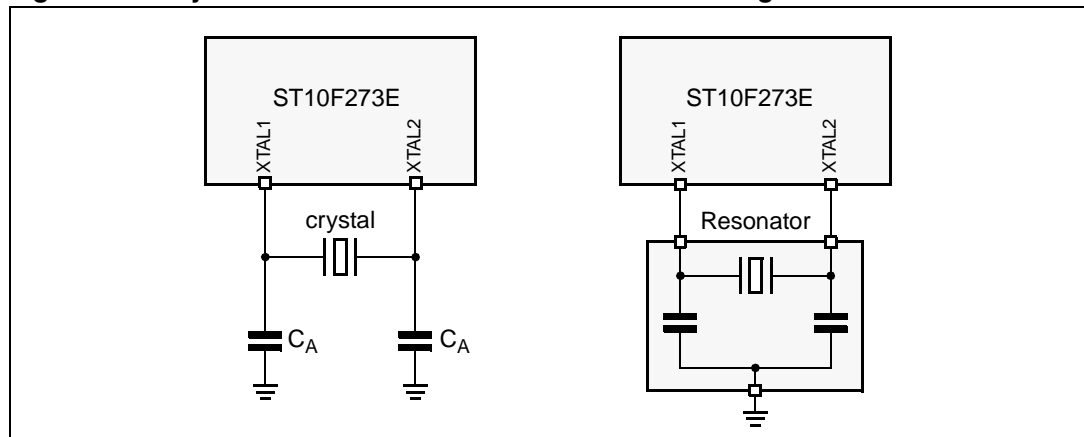 ST10F273E
XTAL1
XTAL2
crystal
C_A
C_A
ST10F273E
XTAL1
XTAL2
Resonator